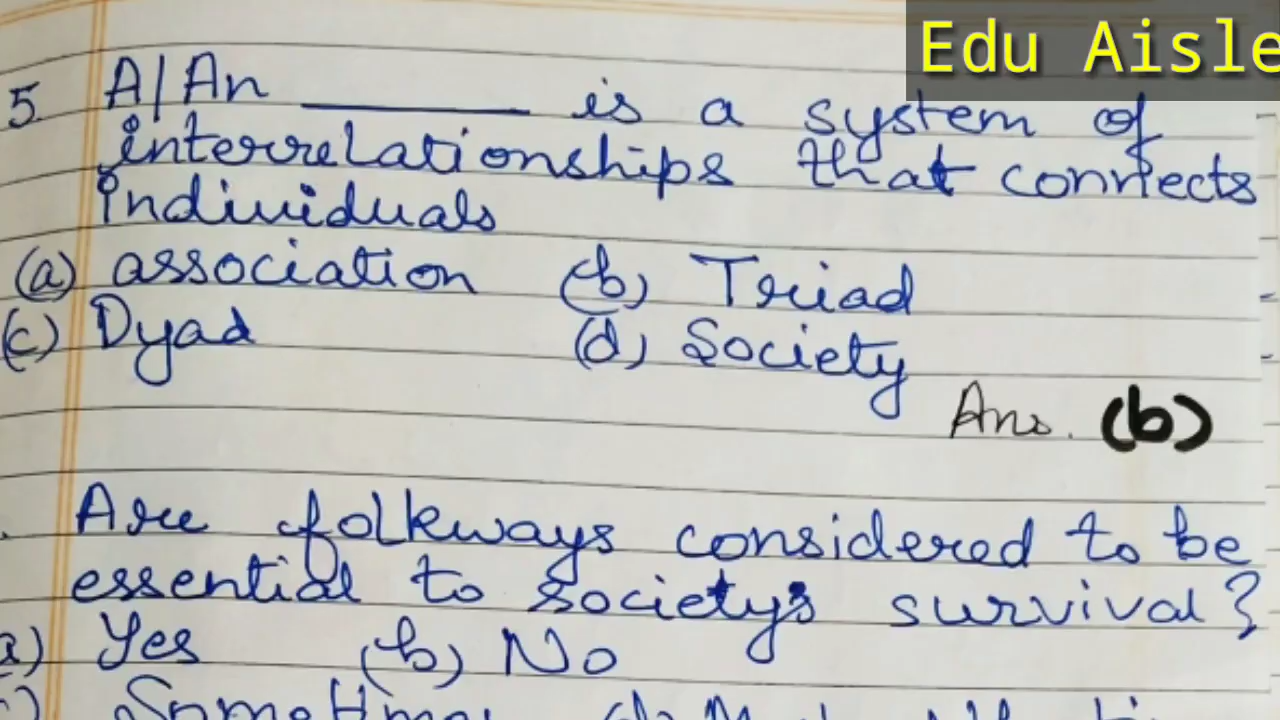 Edu Aisle
5. A/An ________ is a system of
interrelationships that connects
individuals
(a) association (b) Triad
(c) Dyad (d) Society
Ans. (b)
. Are folkways considered to be
essential to society's survival?
a) Yes (b) No